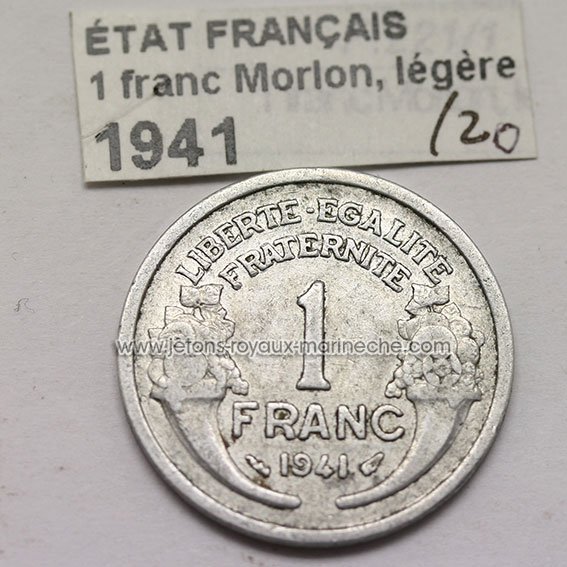 ÉTAT FRANÇAIS
1 franc Morlon, légère
1941
/20
LIBERTE·EGALITE
FRATERNITE
1
www.jetons-royaux-marineche.com
FRANC
1941